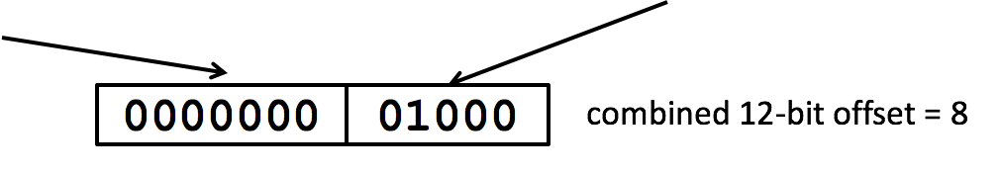 0000000 01000 combined 12-bit offset = 8